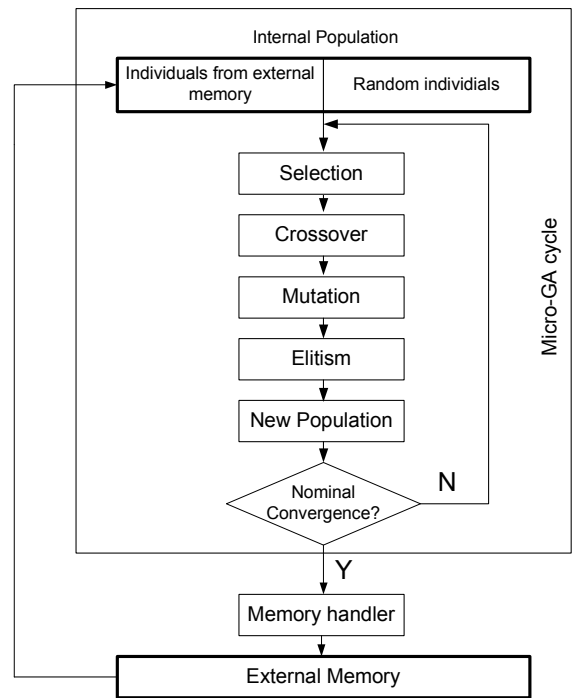 Internal Population
Individuals from external
memory
Random individials
Selection
Crossover
Mutation
Elitism
New Population
Nominal
Convergence?
N
Y
Micro-GA cycle
Memory handler
External Memory